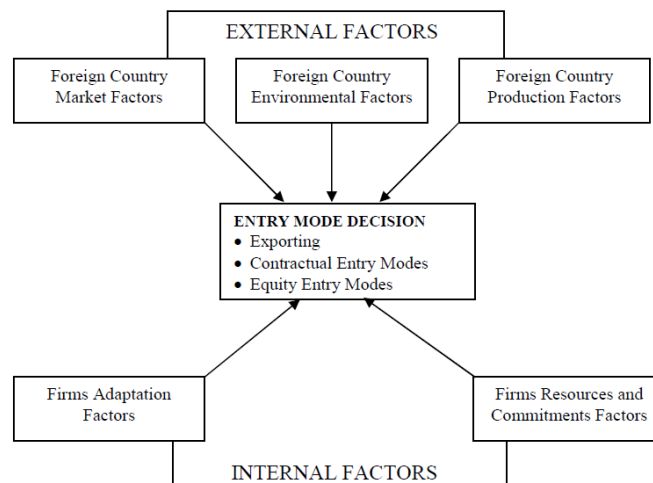 EXTERNAL FACTORS
Foreign Country
Market Factors
Foreign Country
Environmental Factors
Foreign Country
Production Factors
ENTRY MODE DECISION
• Exporting
• Contractual Entry Modes
• Equity Entry Modes
Firms Adaptation
Factors
Firms Resources and
Commitments Factors
INTERNAL FACTORS